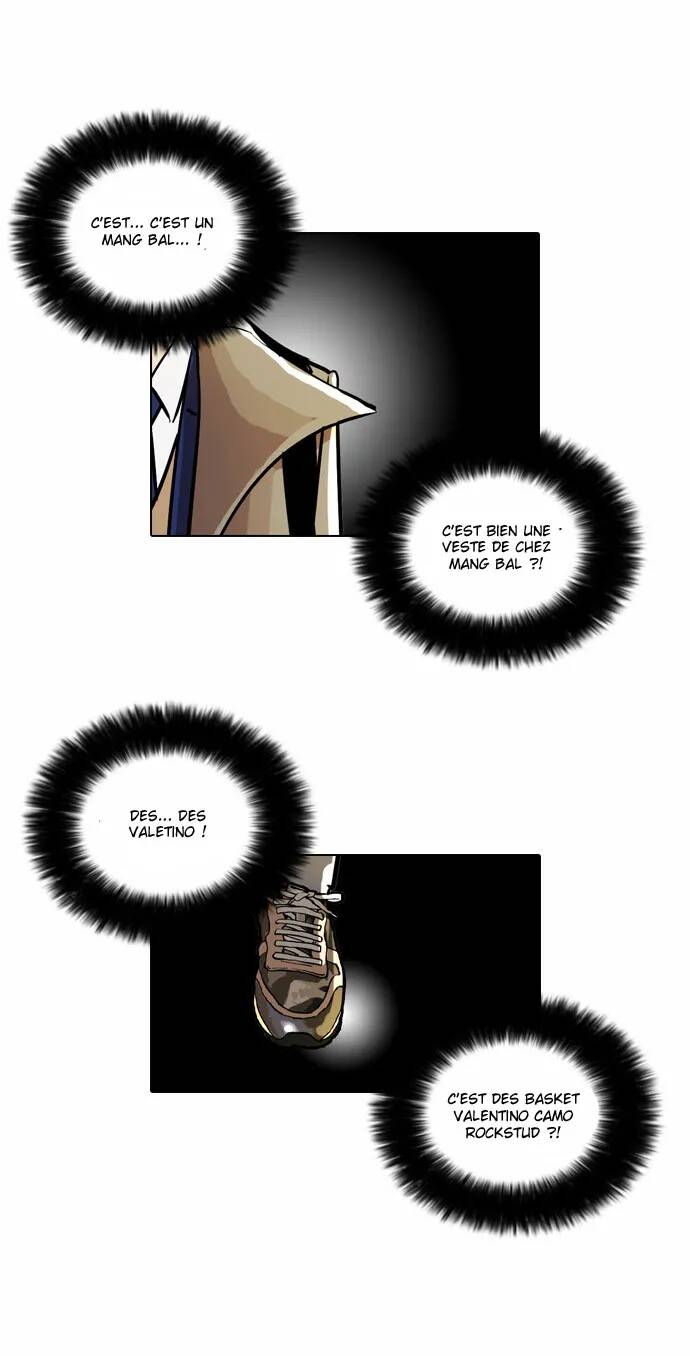 C'EST... C'EST UN
MANG BAL... !
C'EST BIEN UNE -
VESTE DE CHEZ
MANG BAL ?!
DES... DES
VALETINO !
C'EST DES BASKET
VALENTINO CAMO
ROCKSTUD ?!